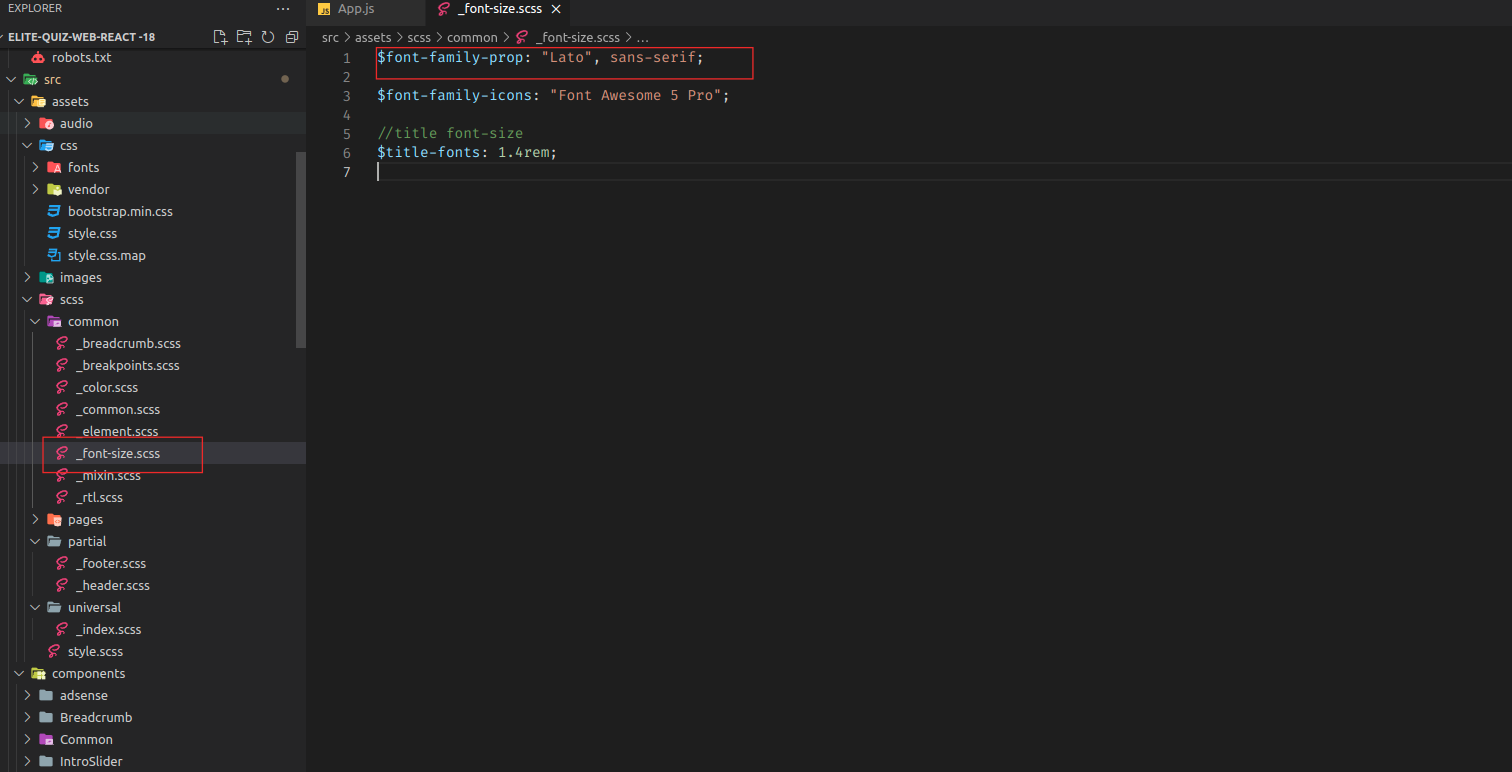 EXPLORER
ELITE-QUIZ-WEB-REACT -18
robots.txt
src
assets
audio
css
fonts
vendor
bootstrap.min.css
style.css
style.css.map
images
scss
common
_breadcrumb.scss
_breakpoints.scss
_color.scss
_common.scss
_element.scss
_font-size.scss
_mixin.scss
_rtl.scss
pages
partial
_footer.scss
_header.scss
universal
_index.scss
style.scss
components
adsense
Breadcrumb
Common
IntroSlider
JS App.js _font-size.scss
src > assets > scss > common > _font-size.scss > ...
1 $font-family-prop: "Lato", sans-serif;
2
3 $font-family-icons: "Font Awesome 5 Pro";
4
5 //title font-size
6 $title-fonts: 1.4rem;
7